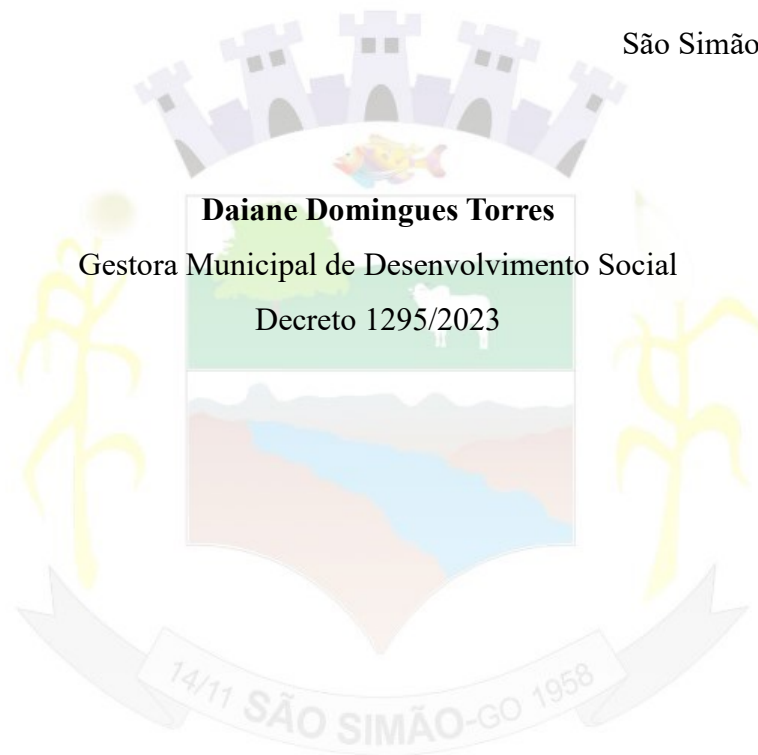 São Simão
Daiane Domingues Torres
Gestora Municipal de Desenvolvimento Social
Decreto 1295/2023
14/11 SÃO SIMÃO-GO 1958